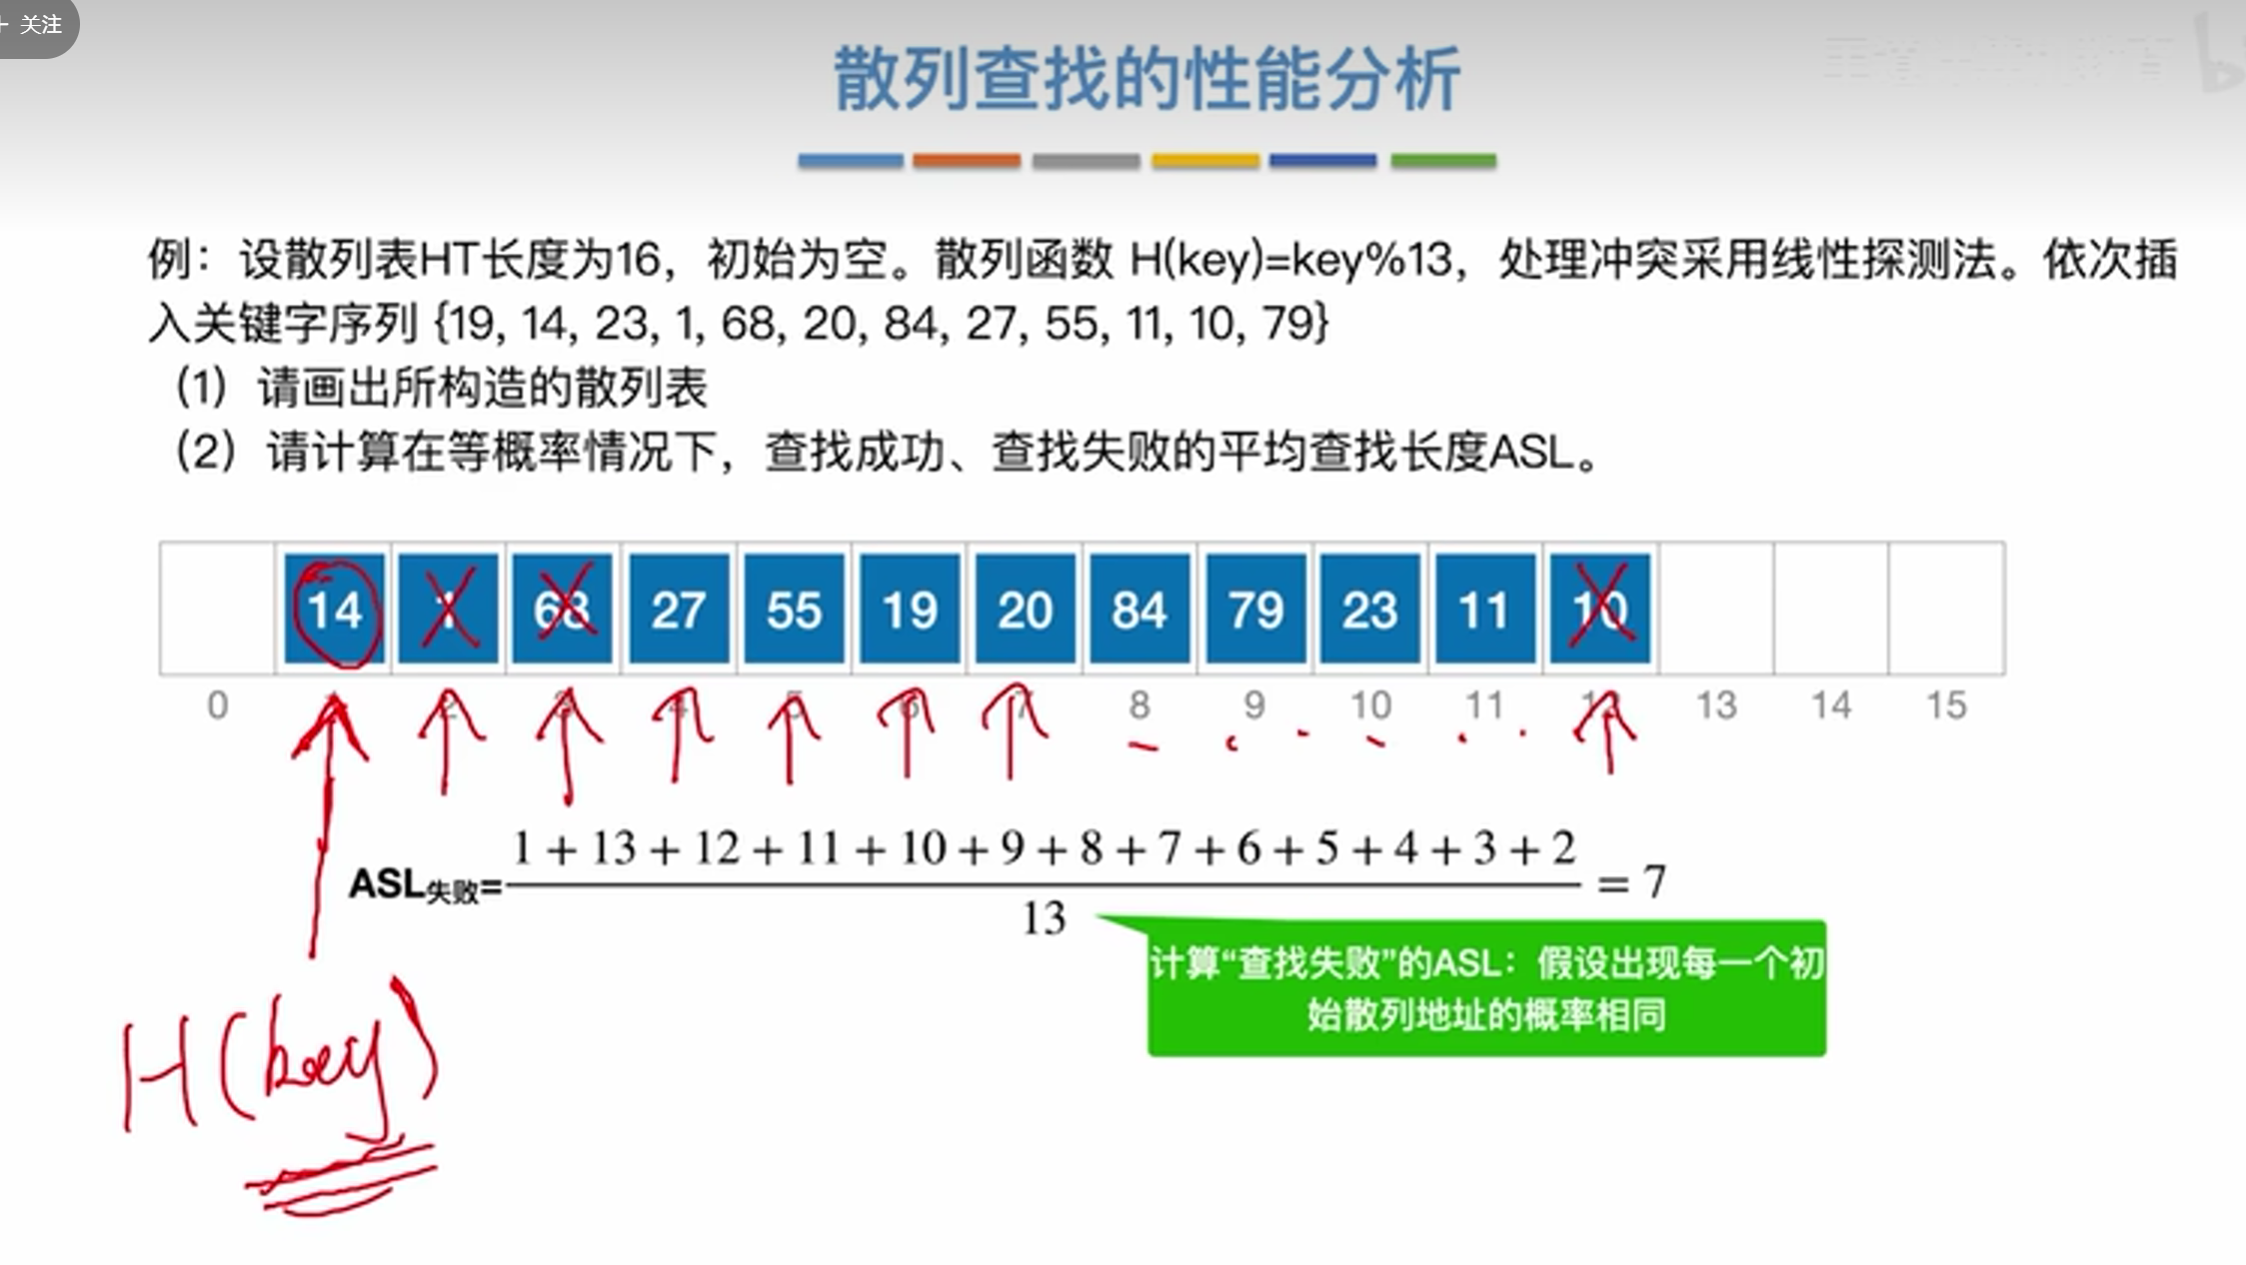 + 关注
散列查找的性能分析
例：设散列表HT长度为16，初始为空。散列函数 H(key)=key%13，处理冲突采用线性探测法。依次插
入关键字序列 {19, 14, 23, 1, 68, 20, 84, 27, 55, 11, 10, 79}
（1）请画出所构造的散列表
（2）请计算在等概率情况下，查找成功、查找失败的平均查找长度ASL。
14 1 68 27 55 19 20 84 79 23 11 10
0 1 2 3 4 5 6 7 8 9 10 11 12 13 14 15
1 + 13 + 12 + 11 + 10 + 9 + 8 + 7 + 6 + 5 + 4 + 3 + 2
ASL失败= = 7
13
计算“查找失败”的ASL：假设出现每一个初
始散列地址的概率相同
H(key)